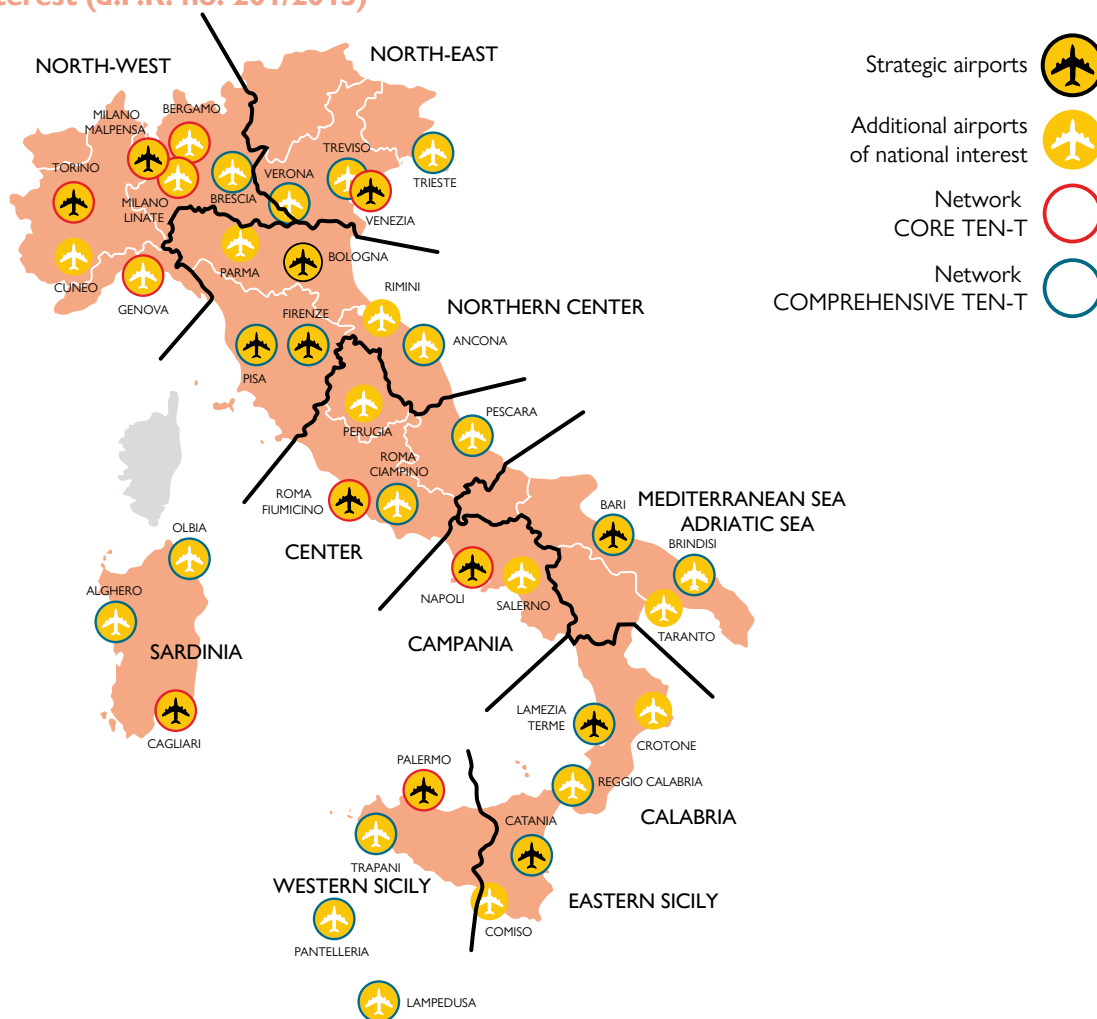 (d.P.R. no. 201/2015)
NORTH-WEST
NORTH-EAST
MILANO
MALPENSA
BERGAMO
TORINO
MILANO
LINATE
BRESCIA
VERONA
TREVISO
TRIESTE
VENEZIA
CUNEO
GENOVA
PARMA
BOLOGNA
RIMINI
FIRENZE
NORTHERN CENTER
ANCONA
PISA
PERUGIA
PESCARA
ROMA
CIAMPINO
ROMA
FIUMICINO
CENTER
MEDITERRANEAN SEA
ADRIATIC SEA
BARI
BRINDISI
TARANTO
NAPOLI
SALERNO
CAMPANIA
OLBIA
ALGHERO
SARDINIA
CAGLIARI
LAMEZIA
TERME
CROTONE
REGGIO CALABRIA
CALABRIA
PALERMO
CATANIA
TRAPANI
WESTERN SICILY
EASTERN SICILY
COMISO
PANTELLERIA
LAMPEDUSA
Strategic airports
Additional airports
of national interest
Network
CORE TEN-T
Network
COMPREHENSIVE TEN-T